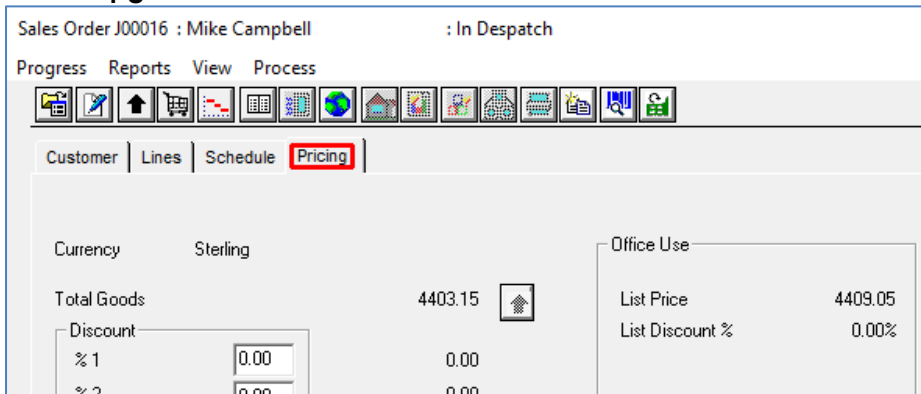 Sales Order J00016 : Mike Campbell : In Despatch
Progress Reports View Process
Customer Lines Schedule Pricing
Currency Sterling
Office Use
Total Goods 4403.15
List Price 4409.05
Discount
List Discount % 0.00%
% 1 0.00 0.00